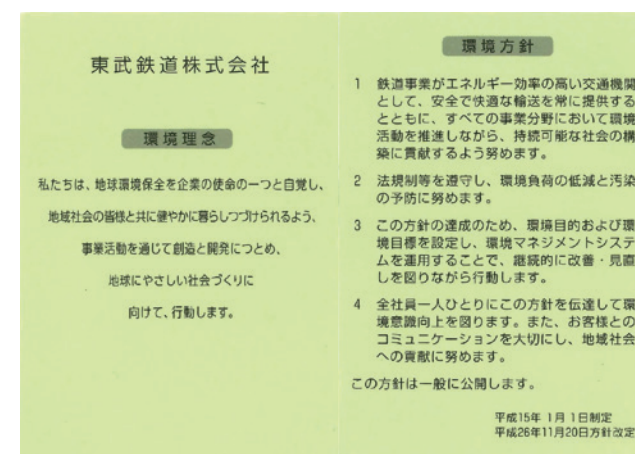 東武鉄道株式会社
環境理念
私たちは、地球環境保全を企業の使命の一つと自覚し、
地域社会の皆様と共に健やかに暮らしつづけられるよう、
事業活動を通じて創造と開発につとめ、
地球にやさしい社会づくりに
向けて、行動します。
環境方針
1 鉄道事業がエネルギー効率の高い交通機関
として、安全で快適な輸送を常に提供する
とともに、すべての事業分野において環境
活動を推進しながら、持続可能な社会の構
築に貢献するよう努めます。
2 法規制等を遵守し、環境負荷の低減と汚染
の予防に努めます。
3 この方針の達成のため、環境目的および環
境目標を設定し、環境マネジメントシステ
ムを運用することで、継続的に改善・見直
しを図りながら行動します。
4 全社員一人ひとりにこの方針を伝達して環
境意識向上を図ります。また、お客様との
コミュニケーションを大切にし、地域社会
への貢献に努めます。
この方針は一般に公開します。
平成15年 1月 1日制定
平成26年11月20日方針改定